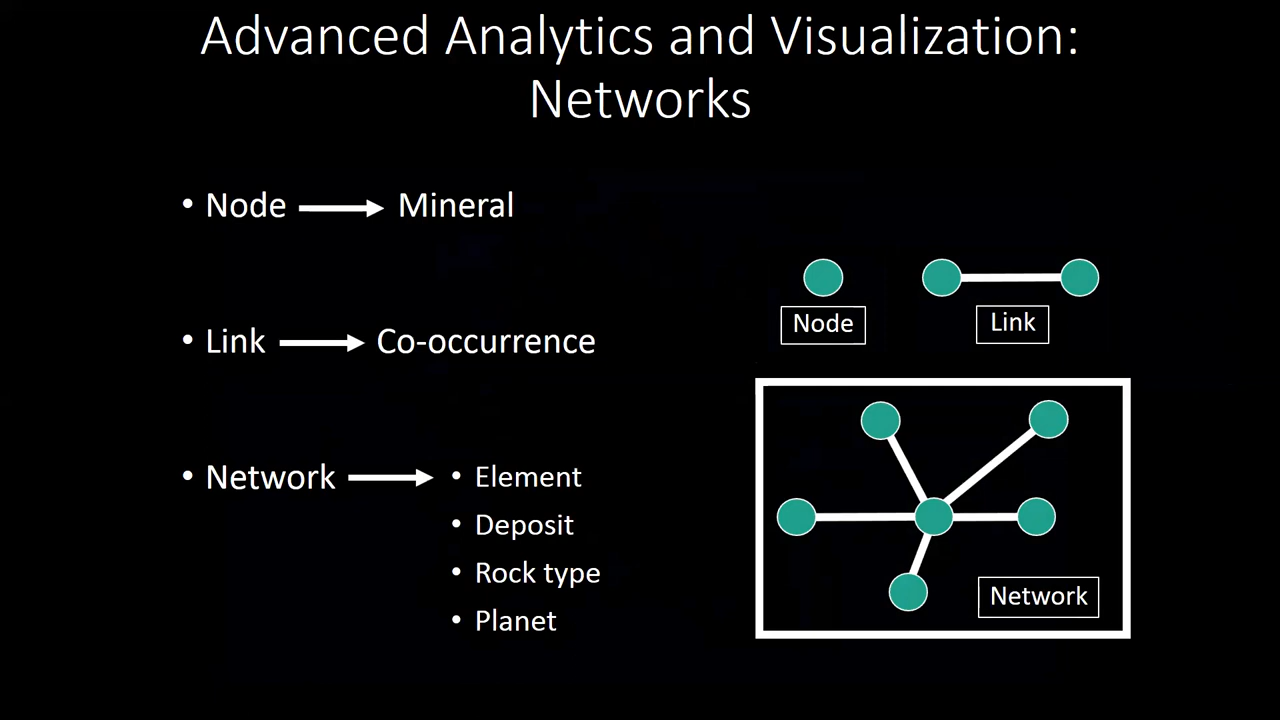 Advanced Analytics and Visualization:
Networks
• Node Mineral
• Link Co-occurrence
• Network • Element
• Deposit
• Rock type
• Planet
Node
Link
Network